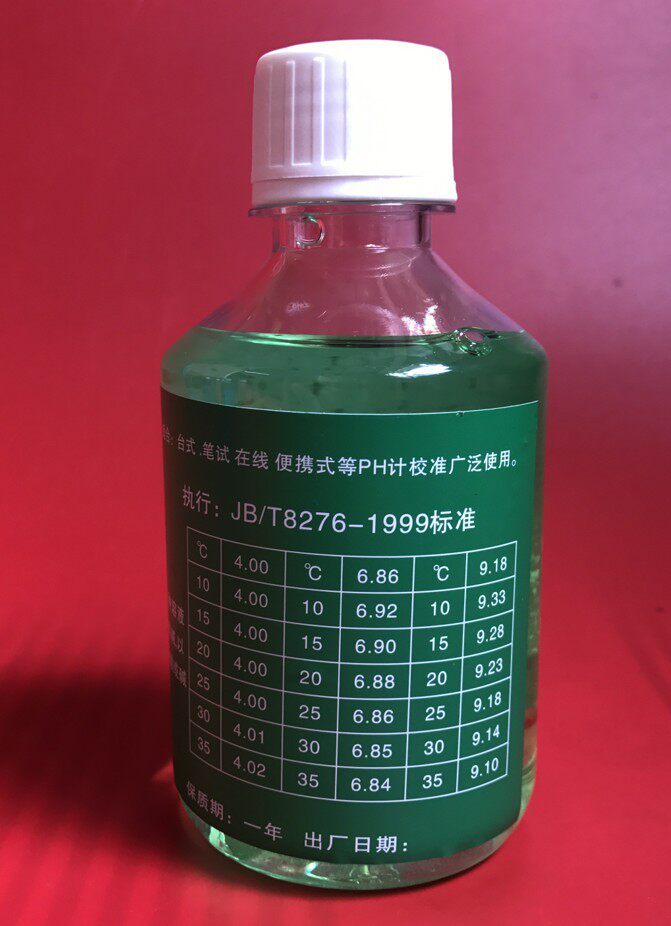 合：台式 .笔试 在线 便携式等PH计校准广泛使用。
执行：JB/T8276-1999标准
℃ 4.00 ℃ 6.86 ℃ 9.18
10 4.00 10 6.92 10 9.33
15 4.00 15 6.90 15 9.28
20 4.00 20 6.88 20 9.23
25 4.00 25 6.86 25 9.18
30 4.01 30 6.85 30 9.14
35 4.02 35 6.84 35 9.10
溶液
以
碱
保质期：一年 出厂日期：